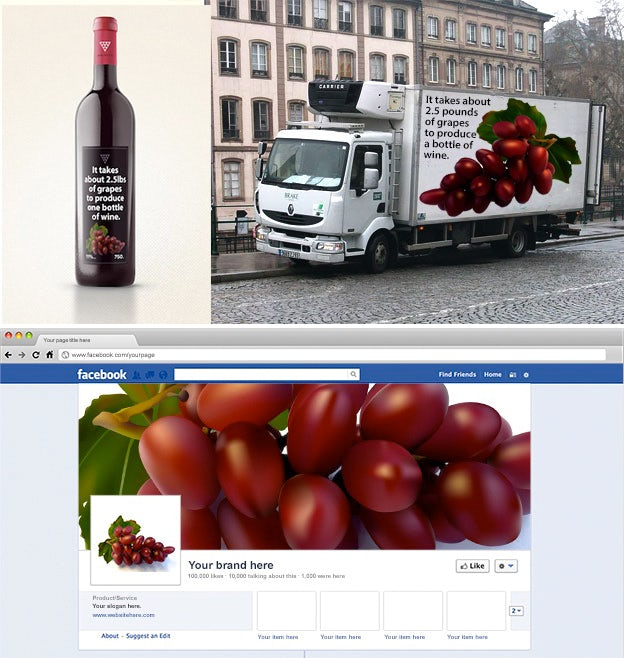 It takes
about 2.5lbs
of grapes
to produce
one bottle
of wine.
750.
CARRIER
It takes about
2.5 pounds
of grapes
to produce
a bottle of
wine.
BRAKE
Your page title here
www.facebook.com/yourpage
facebook
Find Friends Home
Your brand here
100,000 likes · 10,000 talking about this · 1,000 were here
Like
Product/Service
Your slogan here.
www.websitehere.com
About - Suggest an Edit
2
Your item here Your item here Your item here Your item here